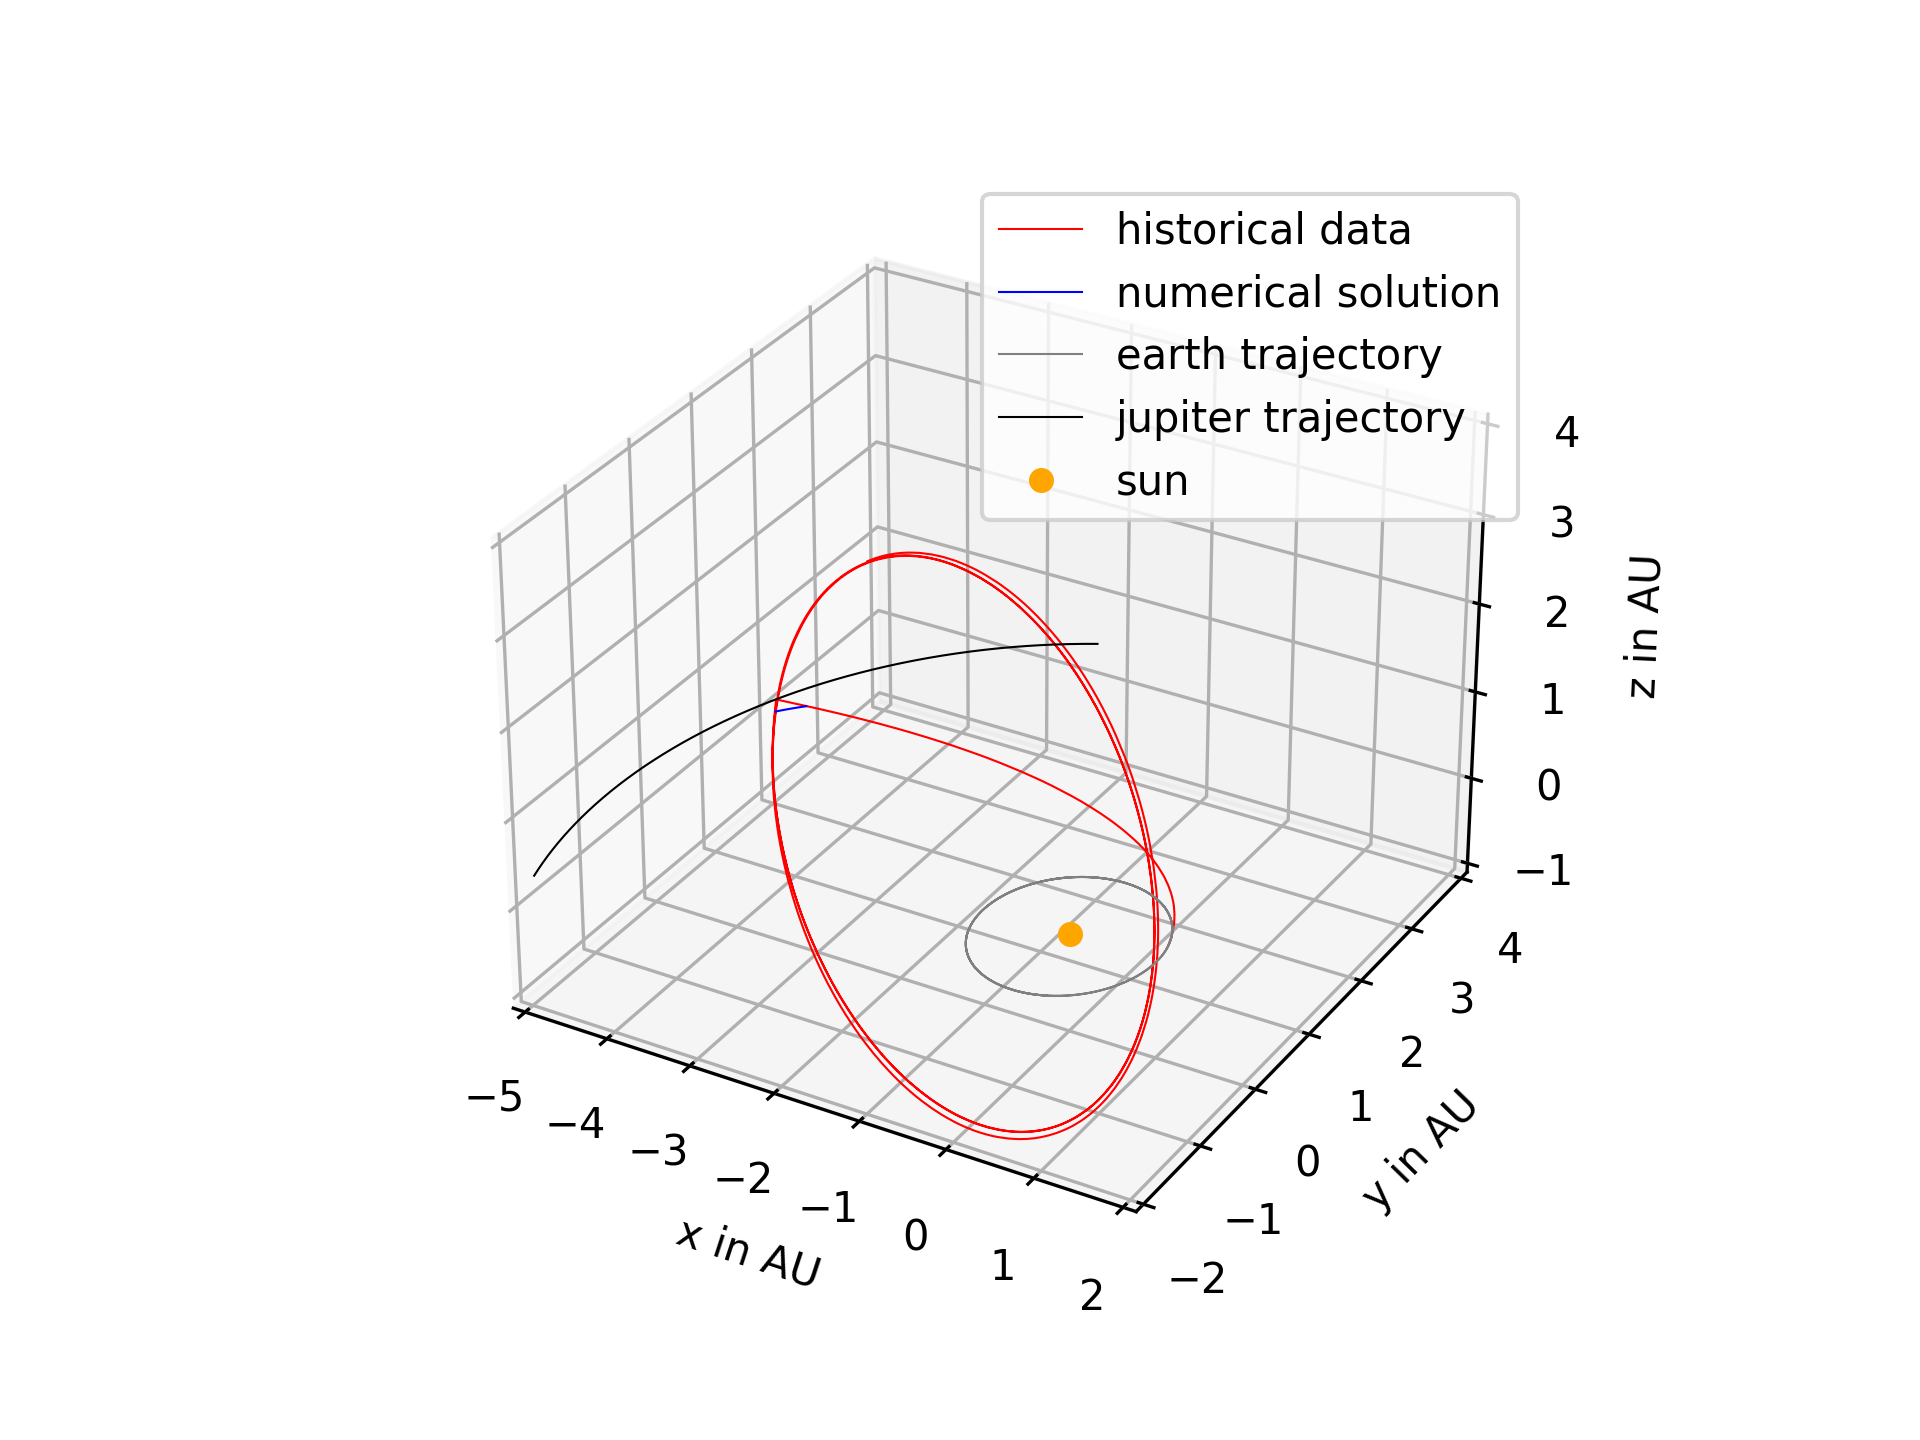 historical data
numerical solution
earth trajectory
jupiter trajectory
sun
4
3
2
1
0
−1
z in AU
4
3
2
1
0
−1
−2
y in AU
−5
−4
−3
−2
−1
0
1
2
x in AU